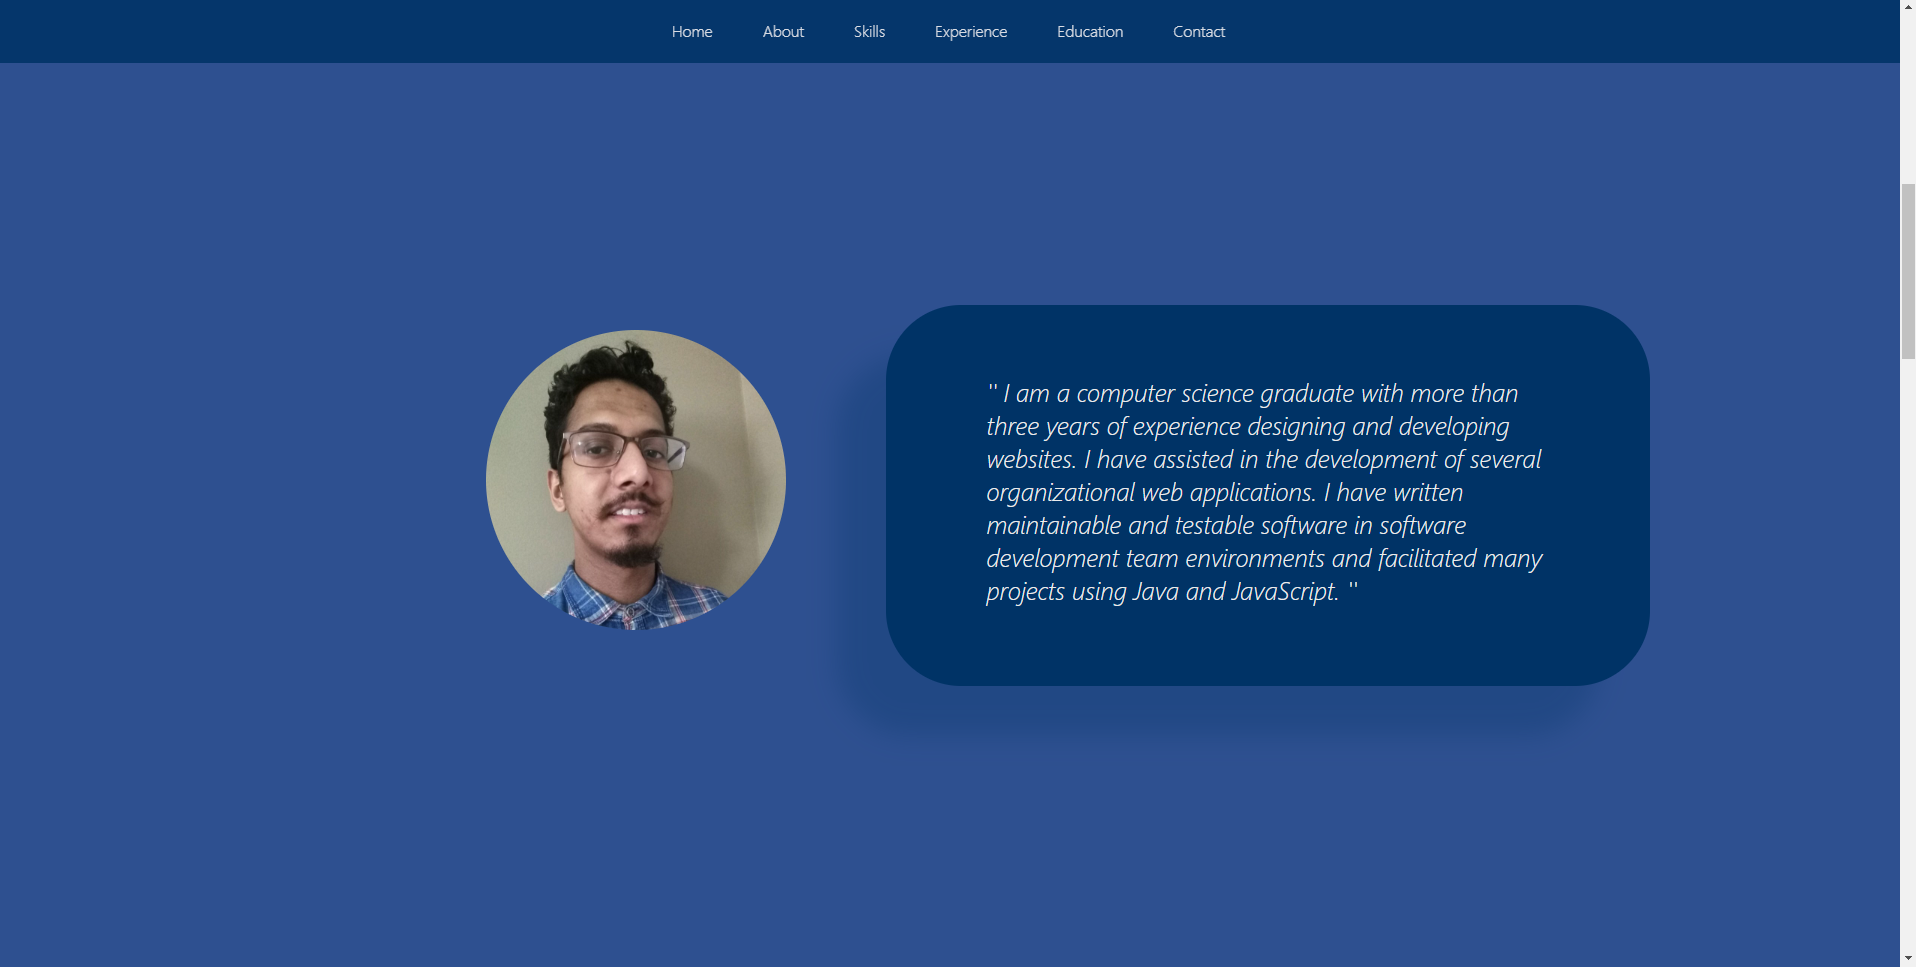 Home About Skills Experience Education Contact
" I am a computer science graduate with more than
three years of experience designing and developing
websites. I have assisted in the development of several
organizational web applications. I have written
maintainable and testable software in software
development team environments and facilitated many
projects using Java and JavaScript. "